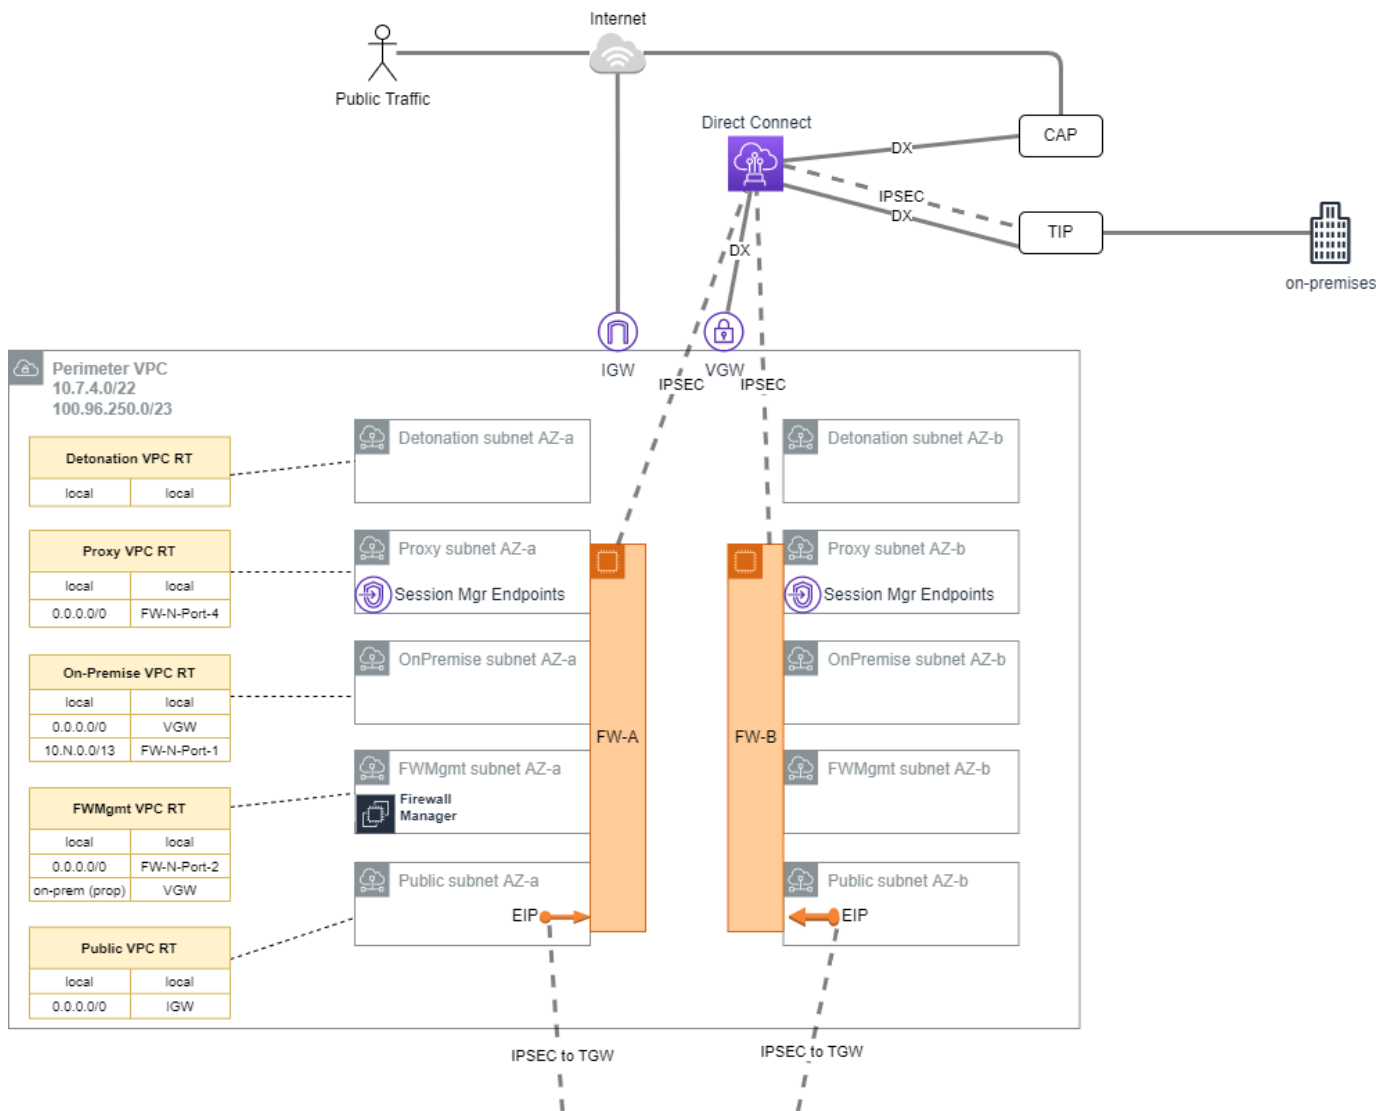 Internet
Public Traffic
Direct Connect
CAP
DX
IPSEC
DX
TIP
on-premises
DX
IGW
VGW
IPSEC
IPSEC
Perimeter VPC
10.7.4.0/22
100.96.250.0/23
Detonation VPC RT
local local
Detonation subnet AZ-a
Detonation subnet AZ-b
Proxy VPC RT
local local
0.0.0.0/0 FW-N-Port-4
Proxy subnet AZ-a
Session Mgr Endpoints
Proxy subnet AZ-b
Session Mgr Endpoints
On-Premise VPC RT
local local
0.0.0.0/0 VGW
10.N.0.0/13 FW-N-Port-1
OnPremise subnet AZ-a
OnPremise subnet AZ-b
FW-A
FW-B
FWMgmt VPC RT
local local
0.0.0.0/0 FW-N-Port-2
on-prem (prop) VGW
FWMgmt subnet AZ-a
Firewall
Manager
FWMgmt subnet AZ-b
Public VPC RT
local local
0.0.0.0/0 IGW
Public subnet AZ-a
EIP
Public subnet AZ-b
EIP
IPSEC to TGW
IPSEC to TGW